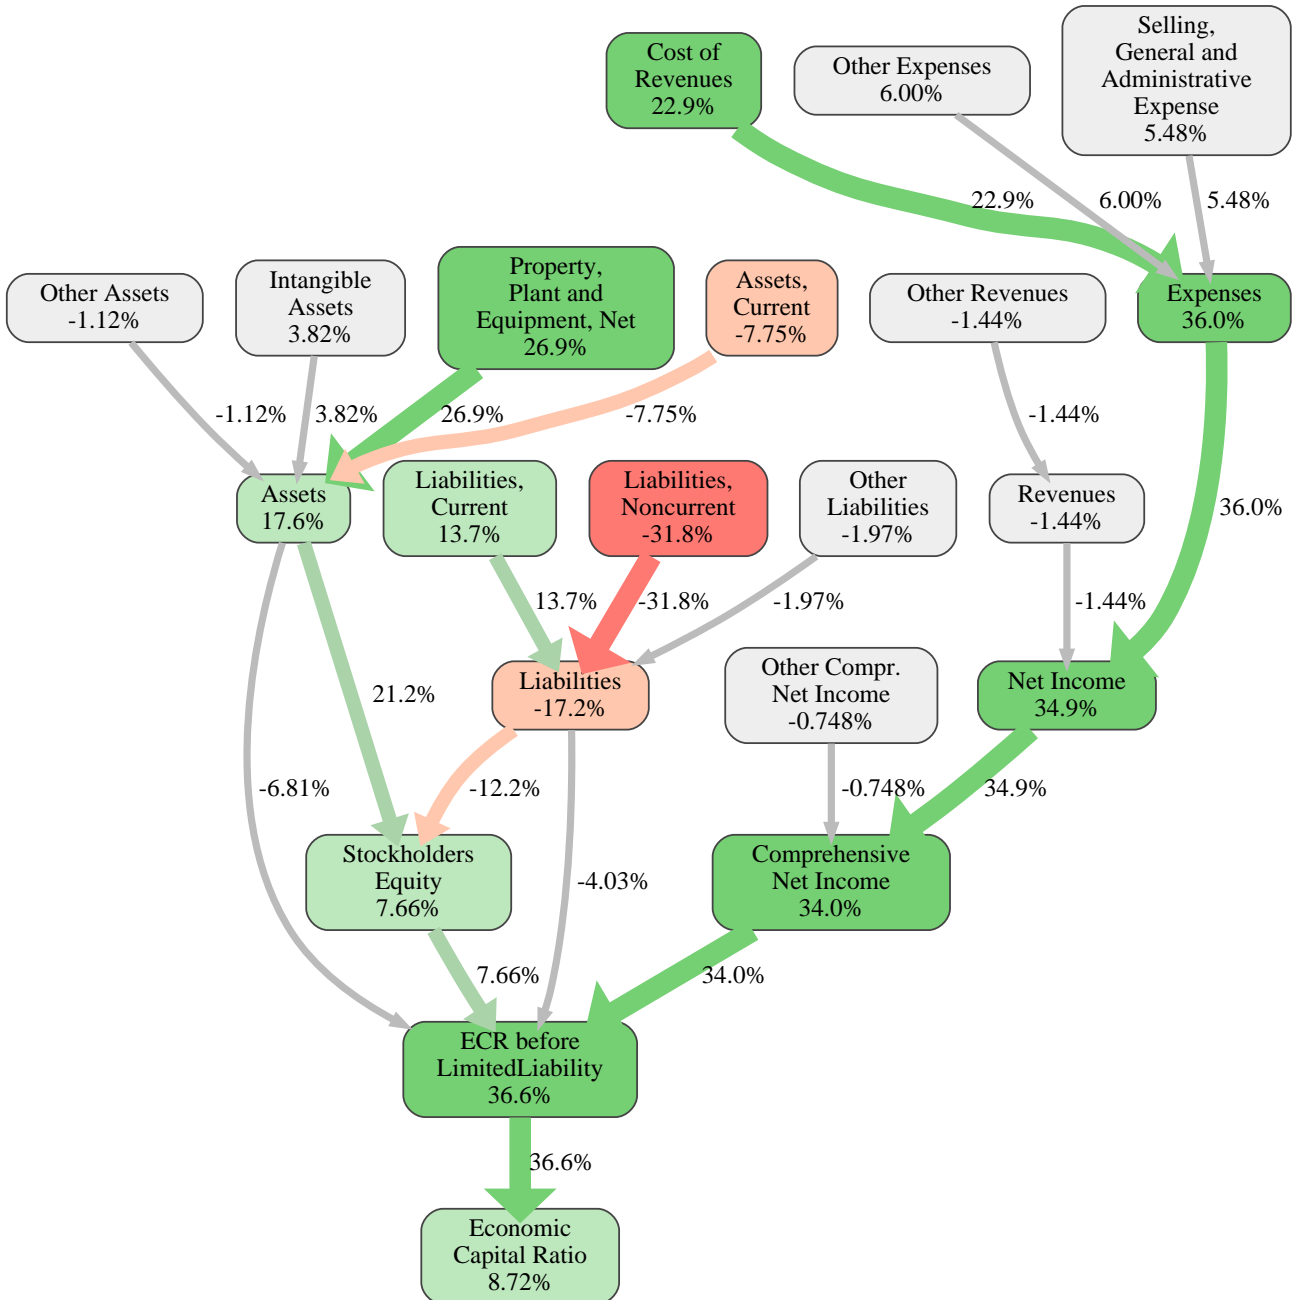 Cost of
Revenues
22.9%
Other Expenses
6.00%
Selling,
General and
Administrative
Expense
5.48%
22.9%
6.00%
5.48%
Other Assets
-1.12%
Intangible
Assets
3.82%
Property,
Plant and
Equipment, Net
26.9%
Assets,
Current
-7.75%
Other Revenues
-1.44%
Expenses
36.0%
-1.12%
3.82%
26.9%
-7.75%
-1.44%
Assets
17.6%
Liabilities,
Current
13.7%
Liabilities,
Noncurrent
-31.8%
Other
Liabilities
-1.97%
Revenues
-1.44%
36.0%
13.7%
-31.8%
-1.97%
-1.44%
21.2%
Liabilities
-17.2%
Other Compr.
Net Income
-0.748%
Net Income
34.9%
-6.81%
-12.2%
-0.748%
34.9%
Stockholders
Equity
7.66%
-4.03%
Comprehensive
Net Income
34.0%
7.66%
34.0%
ECR before
LimitedLiability
36.6%
36.6%
Economic
Capital Ratio
8.72%